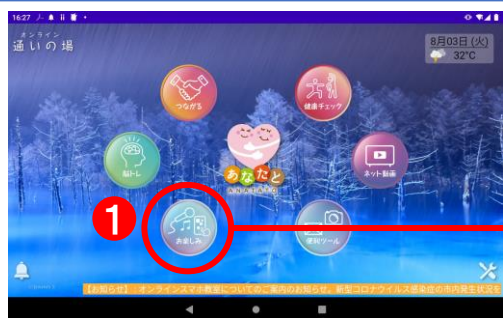 16:27
オンライン
通いの場
8月03日 (火)
32°C
つながる
健康チェック
脳トレ
あなたと
ネット動画
1
お楽しみ
便利ツール
【お知らせ】 オンラインスマホ教室についてのご案内のお知らせ。新型コロナウイルス感染症の市内発生状況を